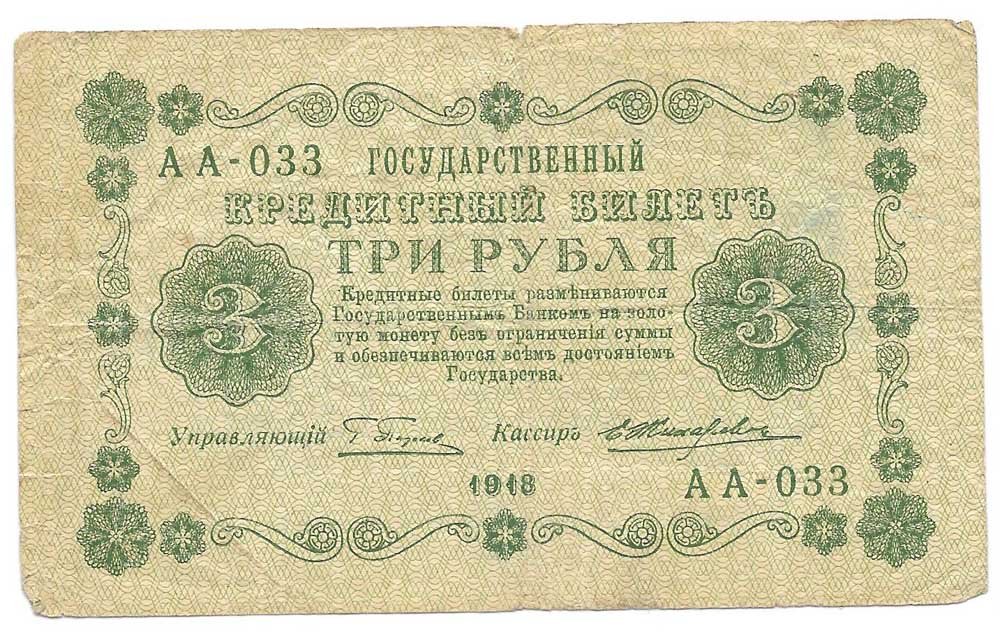 АА-033 ГОСУДАРСТВЕННЫЙ
КРЕДИТНЫЙ БИЛЕТЪ
ТРИ РУБЛЯ
3 3
Кредитные билеты размѣниваются
Государственнымъ Банкомъ на золо-
тую монету безъ ограниченія суммы
и обезпечиваются всѣмъ достояніемъ
Государства.
Управляющій Кассиръ
1918 АА-033